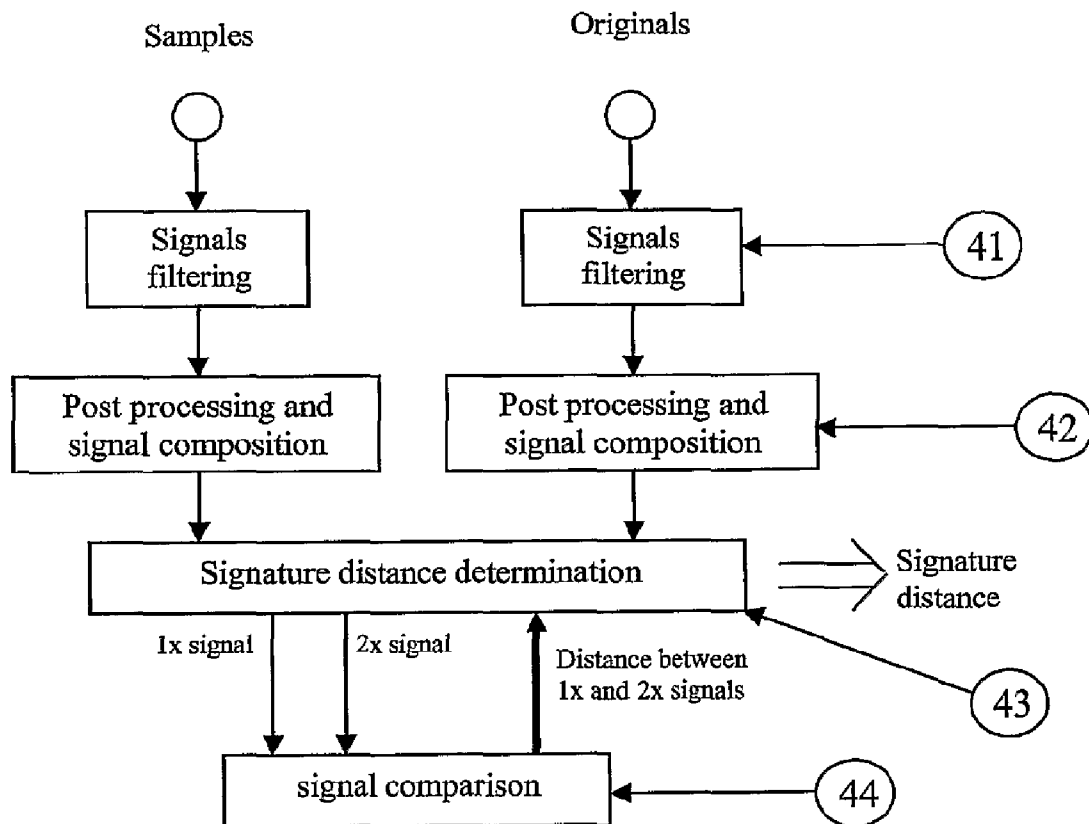 Samples
Originals
Signals
filtering
Signals
filtering
41
Post processing and
signal composition
Post processing and
signal composition
42
Signature distance determination
Signature
distance
1x signal
2x signal
Distance between
1x and 2x signals
43
signal comparison
44